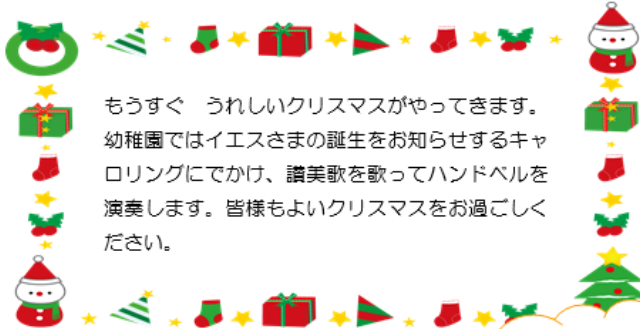 もうすぐ　うれしいクリスマスがやってきます。
幼稚園ではイエスさまの誕生をお知らせするキャ
ロリングにでかけ、讃美歌を歌ってハンドベルを
演奏します。皆様もよいクリスマスをお過ごしく
ださい。